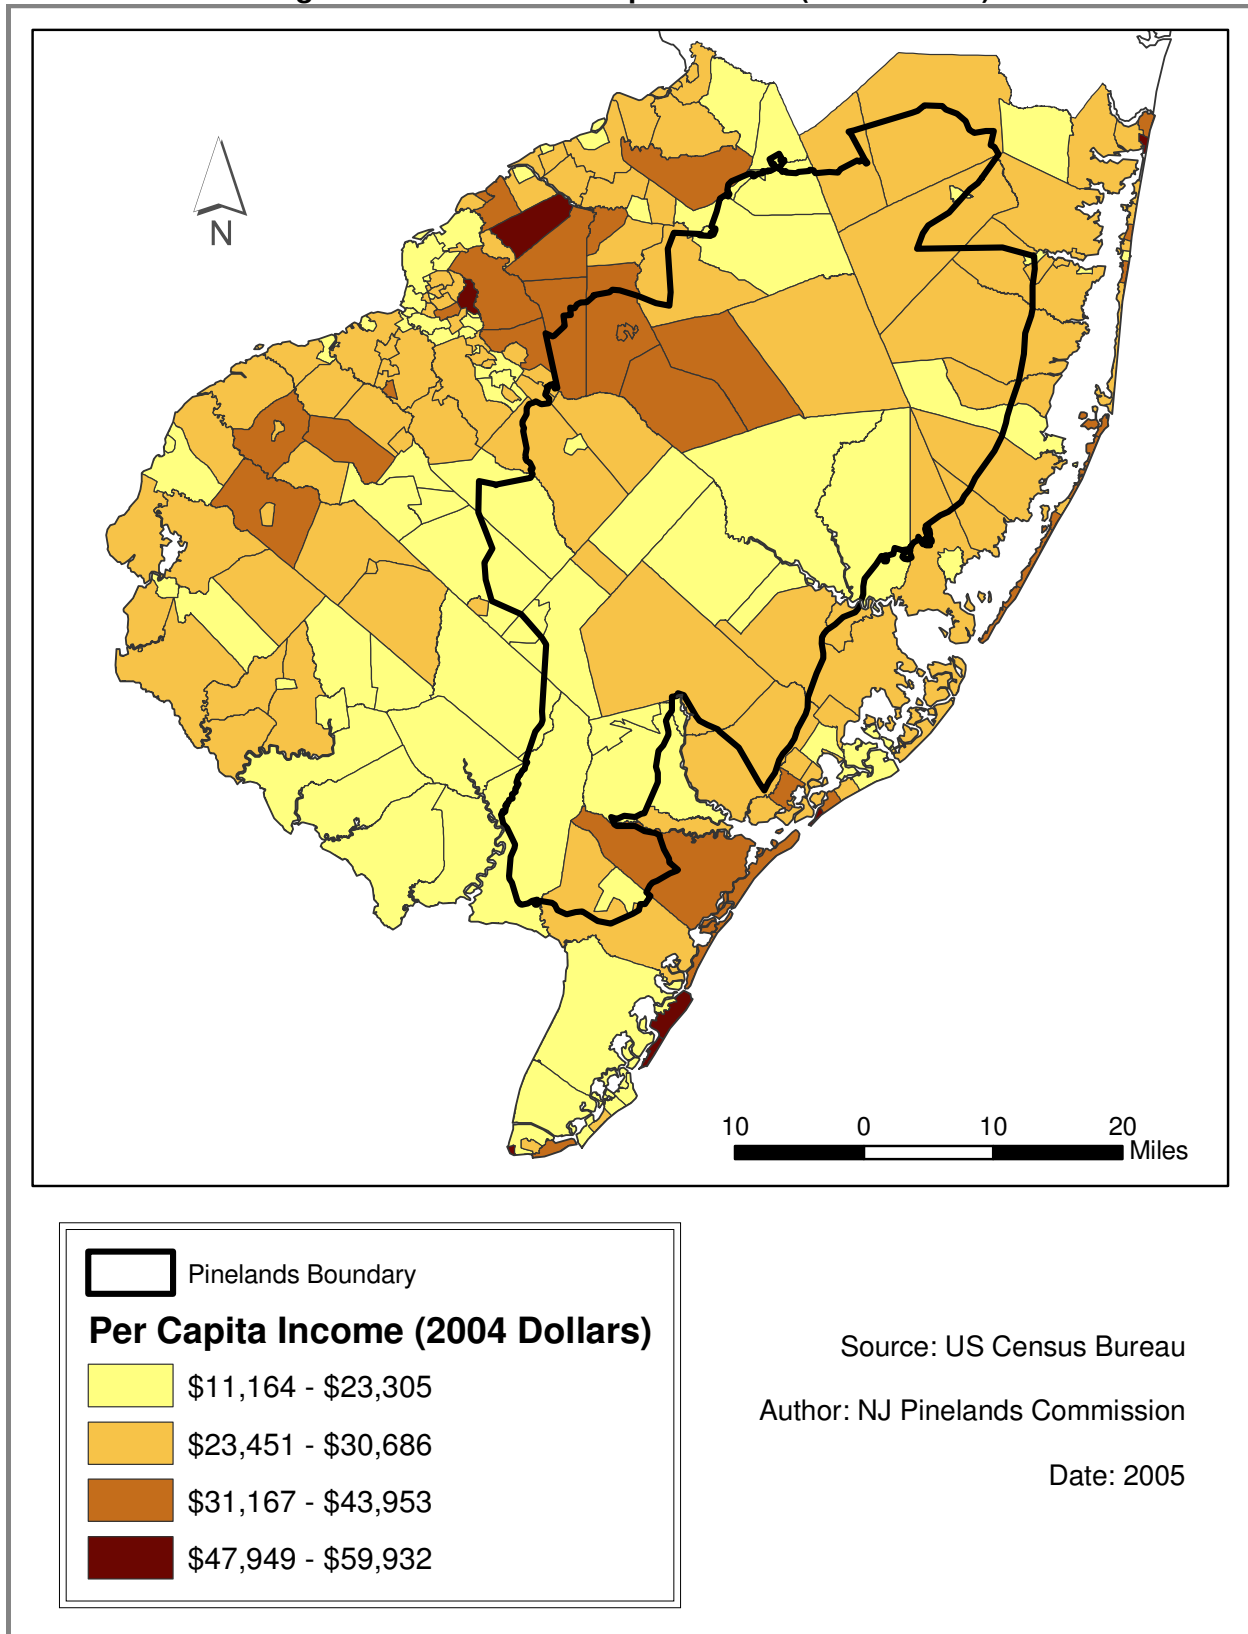 N
10 0 10 20
Miles
Pinelands Boundary
Per Capita Income (2004 Dollars)
$11,164 - $23,305
$23,451 - $30,686
$31,167 - $43,953
$47,949 - $59,932
Source: US Census Bureau
Author: NJ Pinelands Commission
Date: 2005